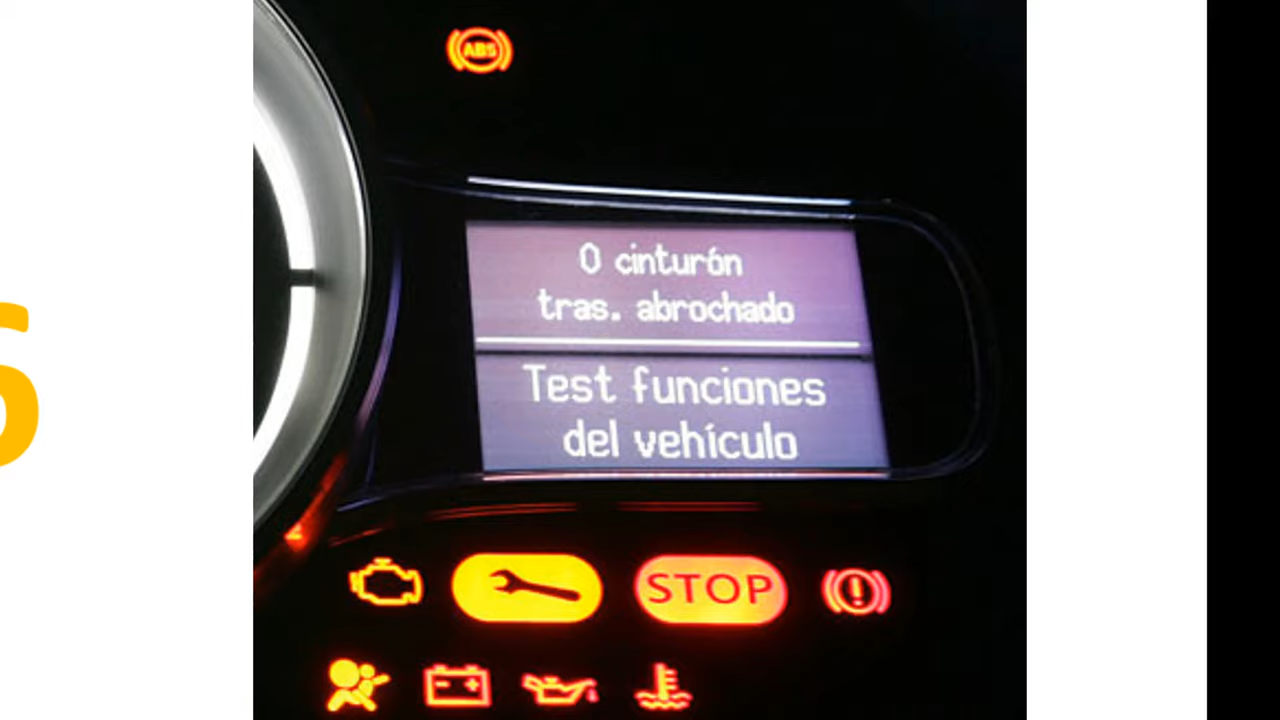 ABS
0 cinturón
tras. abrochado
Test funciones
del vehículo
STOP